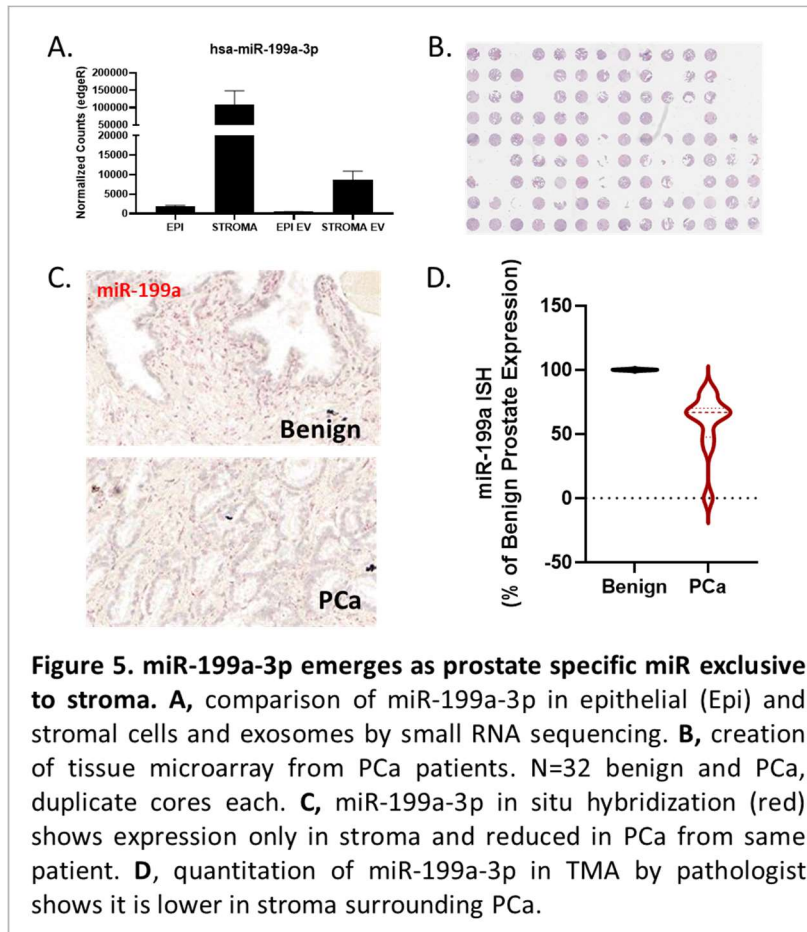 A.
hsa-miR-199a-3p
Normalized Counts (edgeR)
200000
150000
100000
50000
20000
15000
10000
5000
0
EPI
STROMA
EPI EV
STROMA EV
B.
C.
miR-199a
Benign
PCa
D.
miR-199a ISH
(% of Benign Prostate Expression)
150
100
50
0
-50
Benign
PCa
Figure 5. miR-199a-3p emerges as prostate specific miR exclusive
to stroma. A, comparison of miR-199a-3p in epithelial (Epi) and
stromal cells and exosomes by small RNA sequencing. B, creation
of tissue microarray from PCa patients. N=32 benign and PCa,
duplicate cores each. C, miR-199a-3p in situ hybridization (red)
shows expression only in stroma and reduced in PCa from same
patient. D, quantitation of miR-199a-3p in TMA by pathologist
shows it is lower in stroma surrounding PCa.